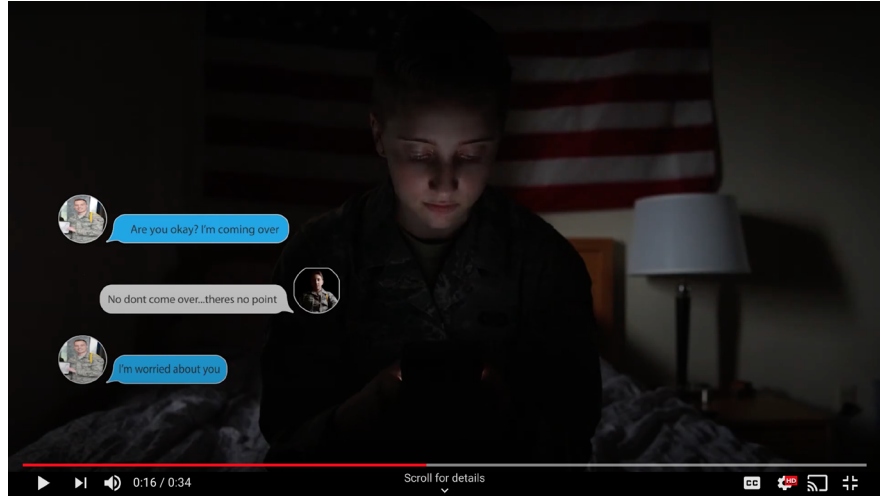 Are you okay? I'm coming over
No dont come over...theres no point
I'm worried about you
0:16 / 0:34
Scroll for details
CC
HD